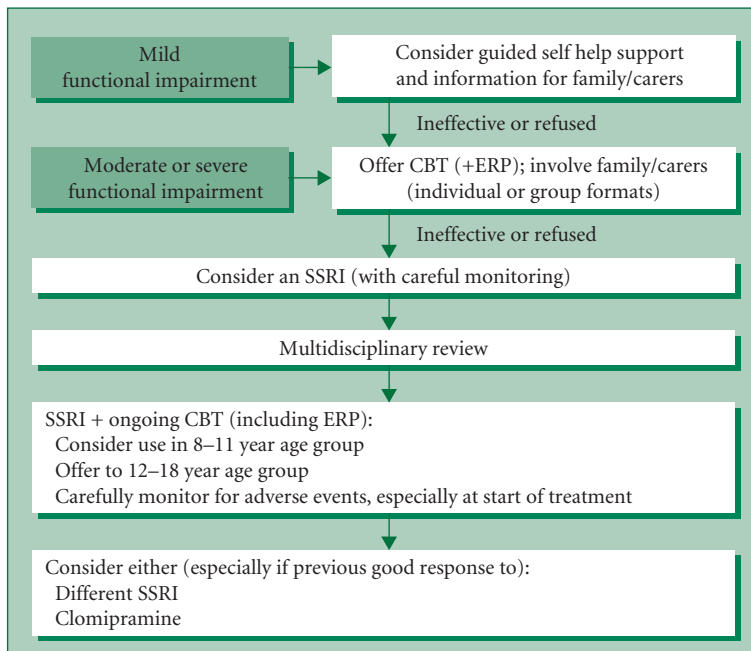 Mild
functional impairment
Consider guided self help support
and information for family/carers
Ineffective or refused
Moderate or severe
functional impairment
Offer CBT (+ERP); involve family/carers
(individual or group formats)
Ineffective or refused
Consider an SSRI (with careful monitoring)
Multidisciplinary review
SSRI + ongoing CBT (including ERP):
Consider use in 8–11 year age group
Offer to 12–18 year age group
Carefully monitor for adverse events, especially at start of treatment
Consider either (especially if previous good response to):
Different SSRI
Clomipramine